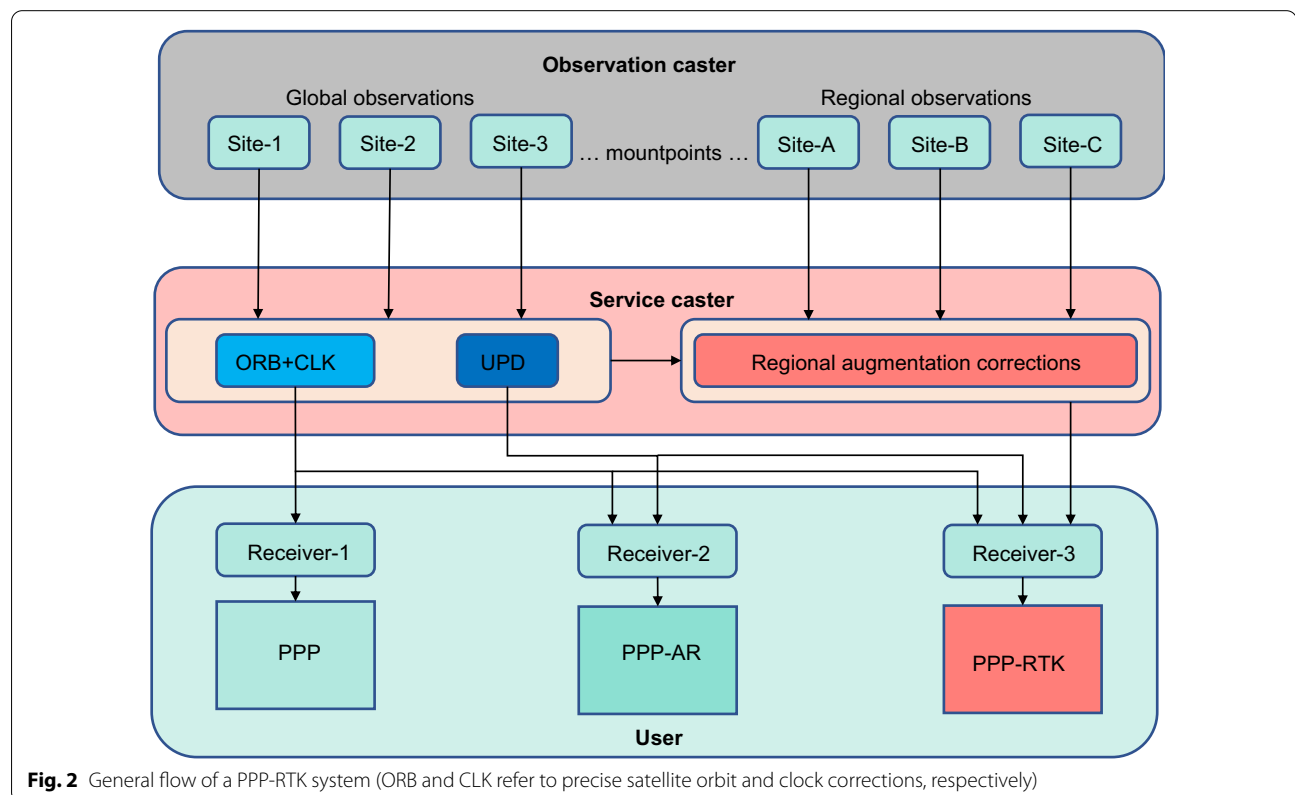 Observation caster
Global observations
Regional observations
Site-1
Site-2
Site-3
... mountpoints ...
Site-A
Site-B
Site-C
Service caster
ORB+CLK
UPD
Regional augmentation corrections
Receiver-1
Receiver-2
Receiver-3
PPP
PPP-AR
PPP-RTK
User
Fig. 2 General flow of a PPP-RTK system (ORB and CLK refer to precise satellite orbit and clock corrections, respectively)